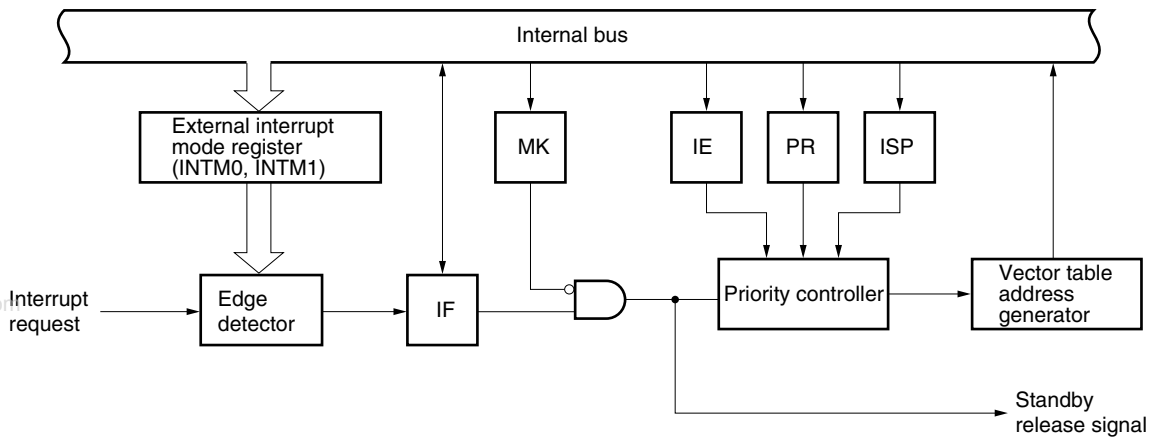 Internal bus
External interrupt
mode register
(INTM0, INTM1)
MK
IE
PR
ISP
Interrupt
request
Edge
detector
IF
Priority controller
Vector table
address
generator
Standby
release signal